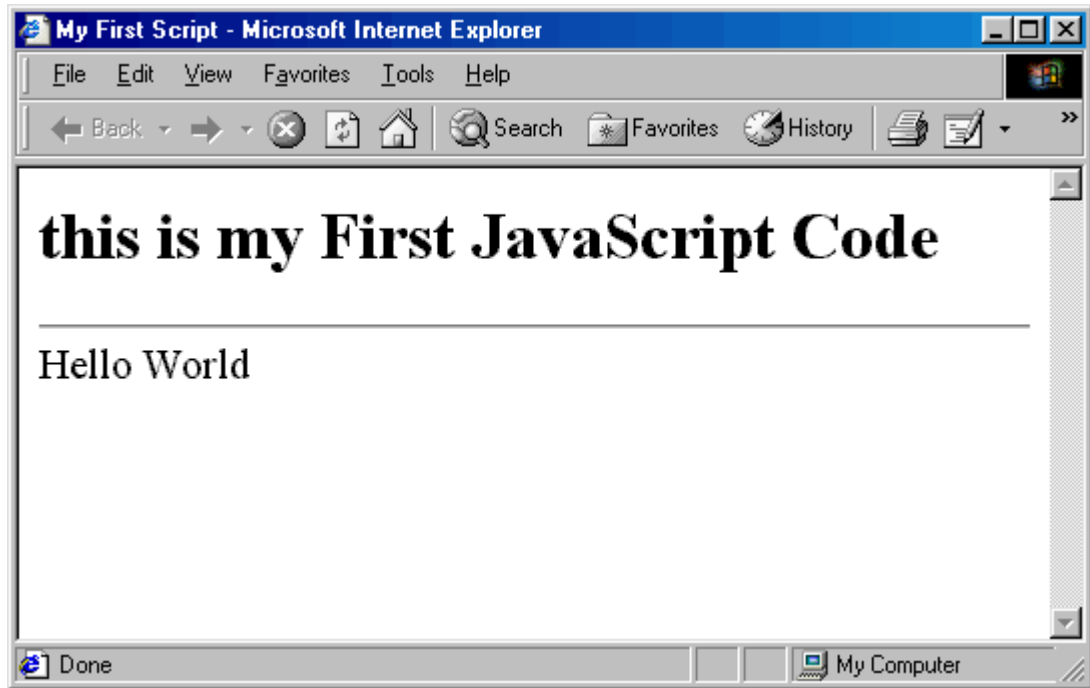 My First Script - Microsoft Internet Explorer
File Edit View Favorites Tools Help
Back Search Favorites History »
this is my First JavaScript Code
Hello World
Done My Computer